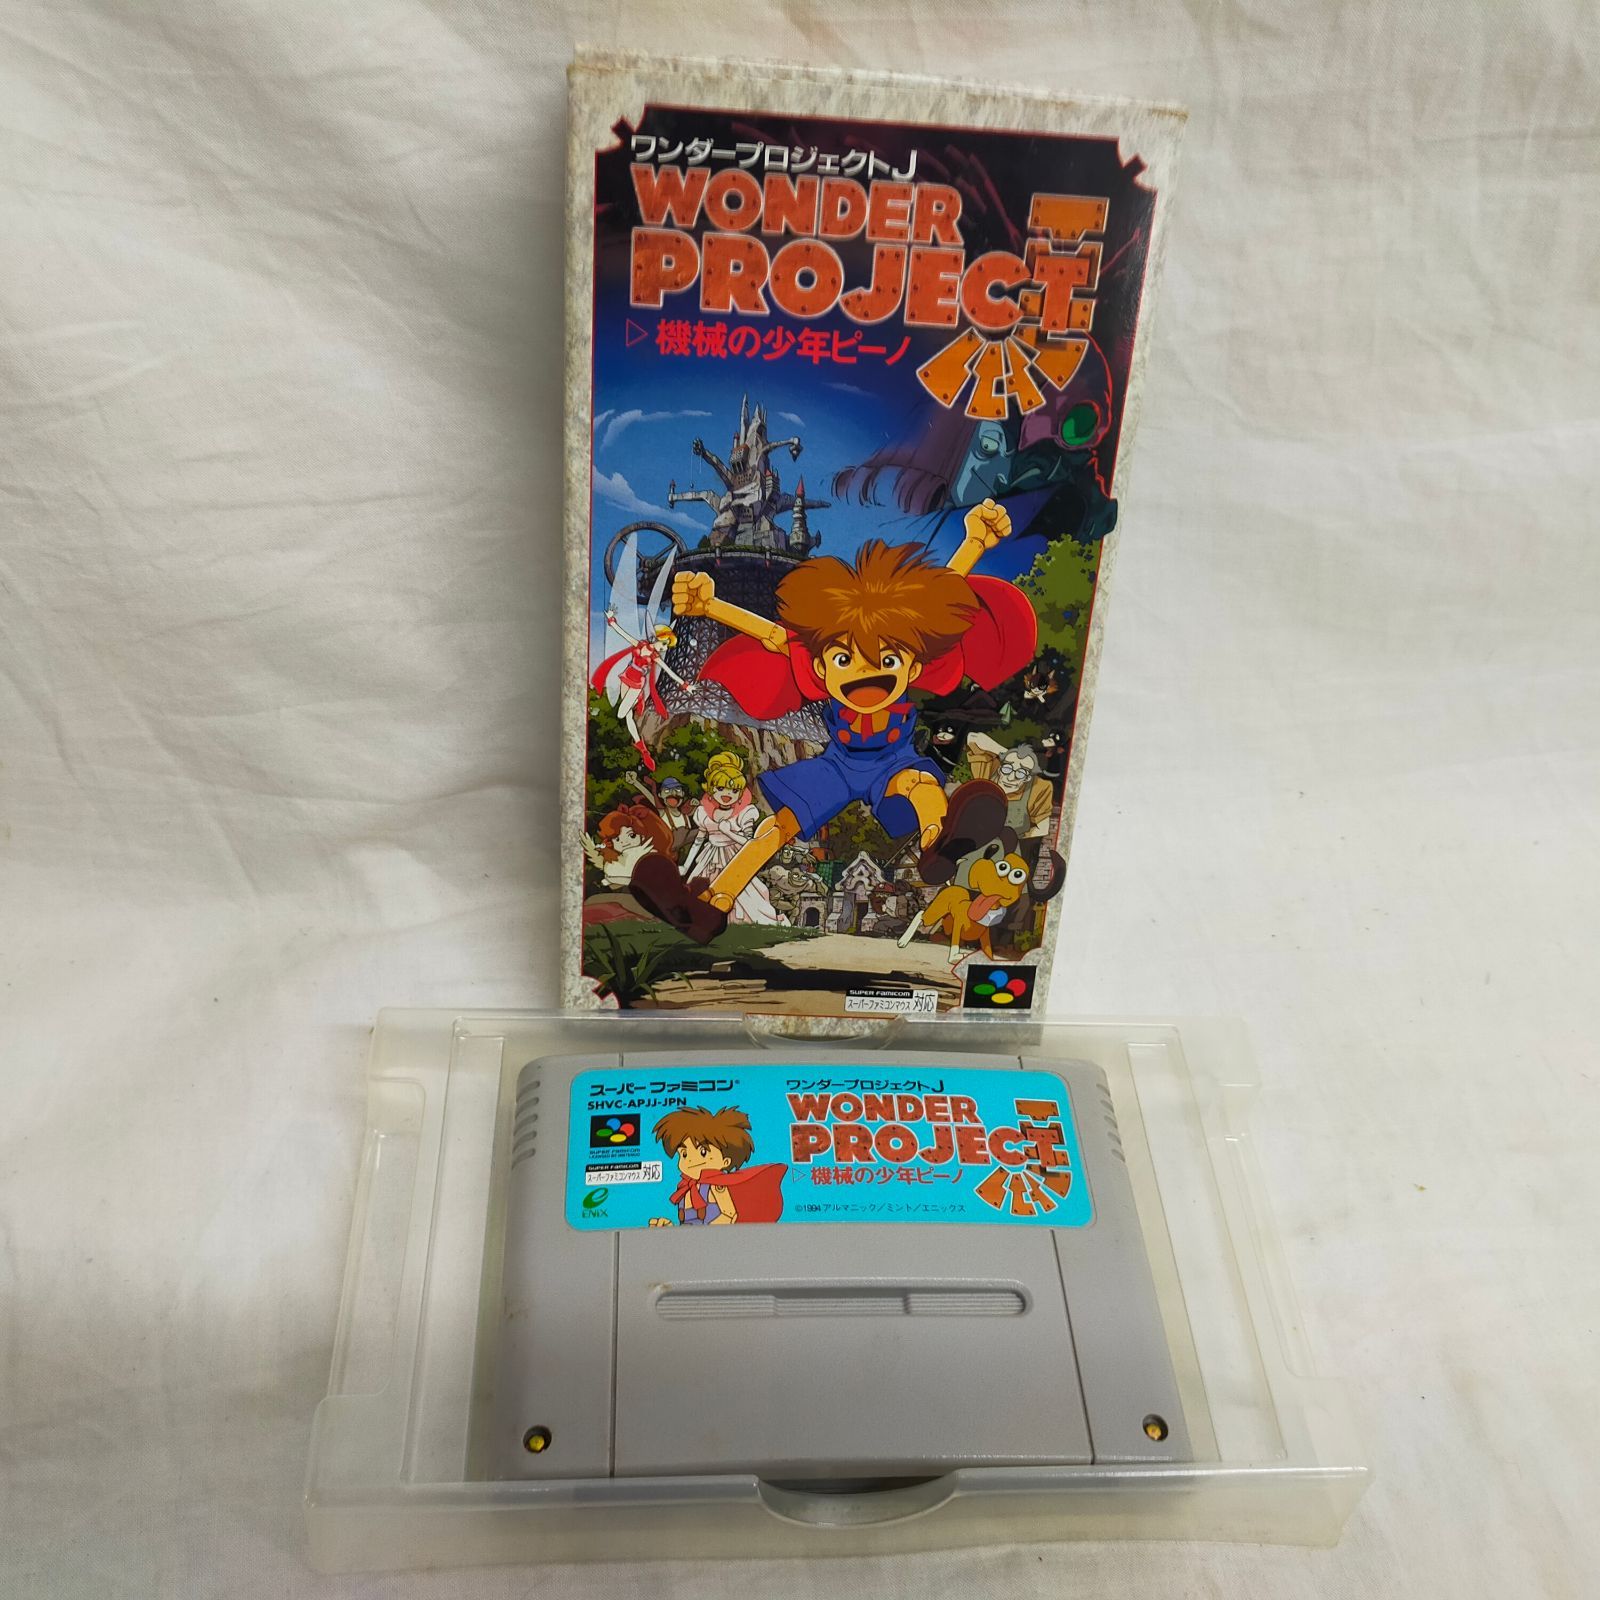 ワンダープロジェクトJ
WONDER
PROJECT J
▷機械の少年ピーノ
SUPER FAMICOM
スーパーファミコンマウス対応
スーパーファミコン®
SHVC-APJJ-JPN
SUPER FAMICOM
LICENSED BY NINTENDO
SUPER FAMICOM
スーパーファミコンマウス対応
ENIX
ワンダープロジェクトJ
WONDER
PROJECT J
▷機械の少年ピーノ
©1994 アルマニック/ミント/エニックス